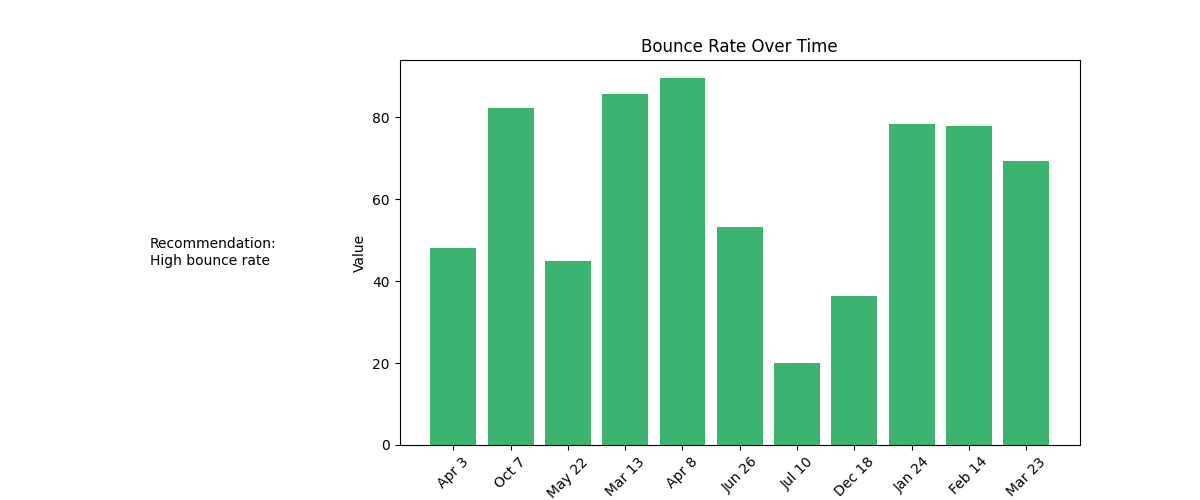 Bounce Rate Over Time
Recommendation:
High bounce rate
Value
80
60
40
20
0
Apr 3
Oct 7
May 22
Mar 13
Apr 8
Jun 26
Jul 10
Dec 18
Jan 24
Feb 14
Mar 23